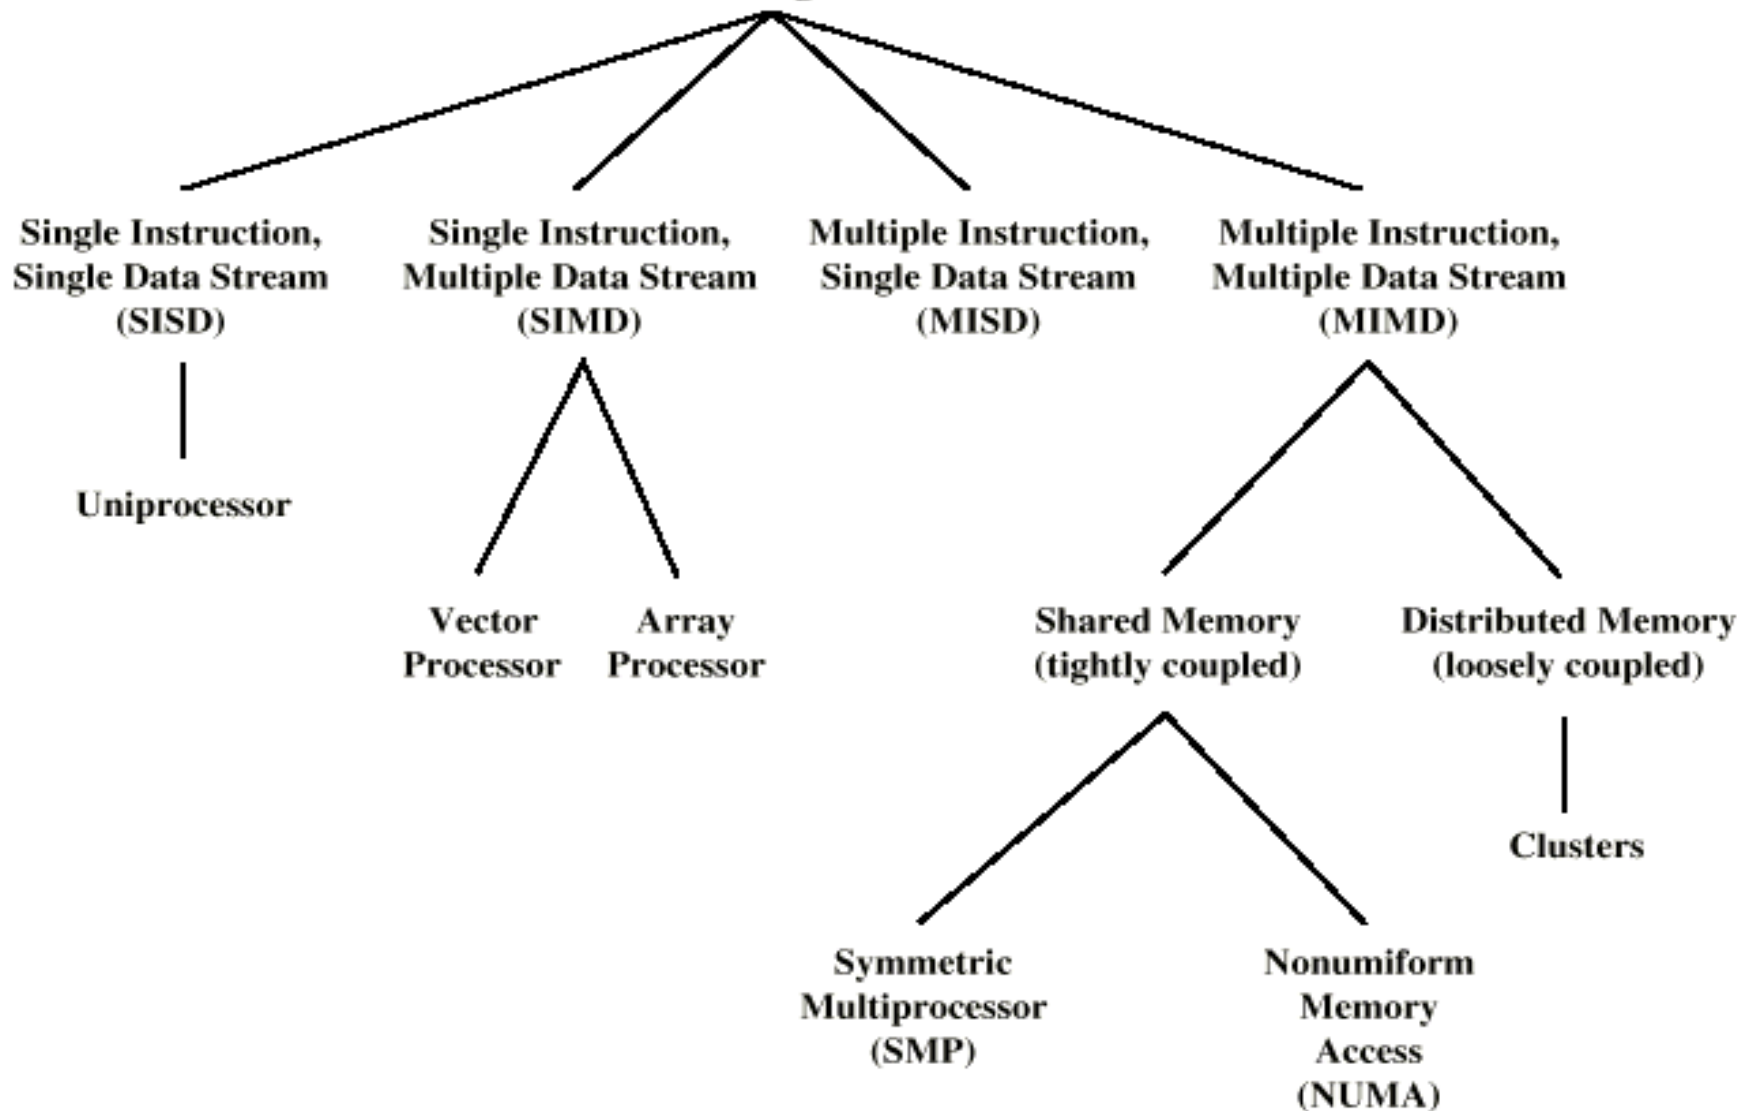 Single Instruction,
Single Data Stream
(SISD)
Single Instruction,
Multiple Data Stream
(SIMD)
Multiple Instruction,
Single Data Stream
(MISD)
Multiple Instruction,
Multiple Data Stream
(MIMD)
Uniprocessor
Vector
Processor
Array
Processor
Shared Memory
(tightly coupled)
Distributed Memory
(loosely coupled)
Clusters
Symmetric
Multiprocessor
(SMP)
Nonumiform
Memory
Access
(NUMA)